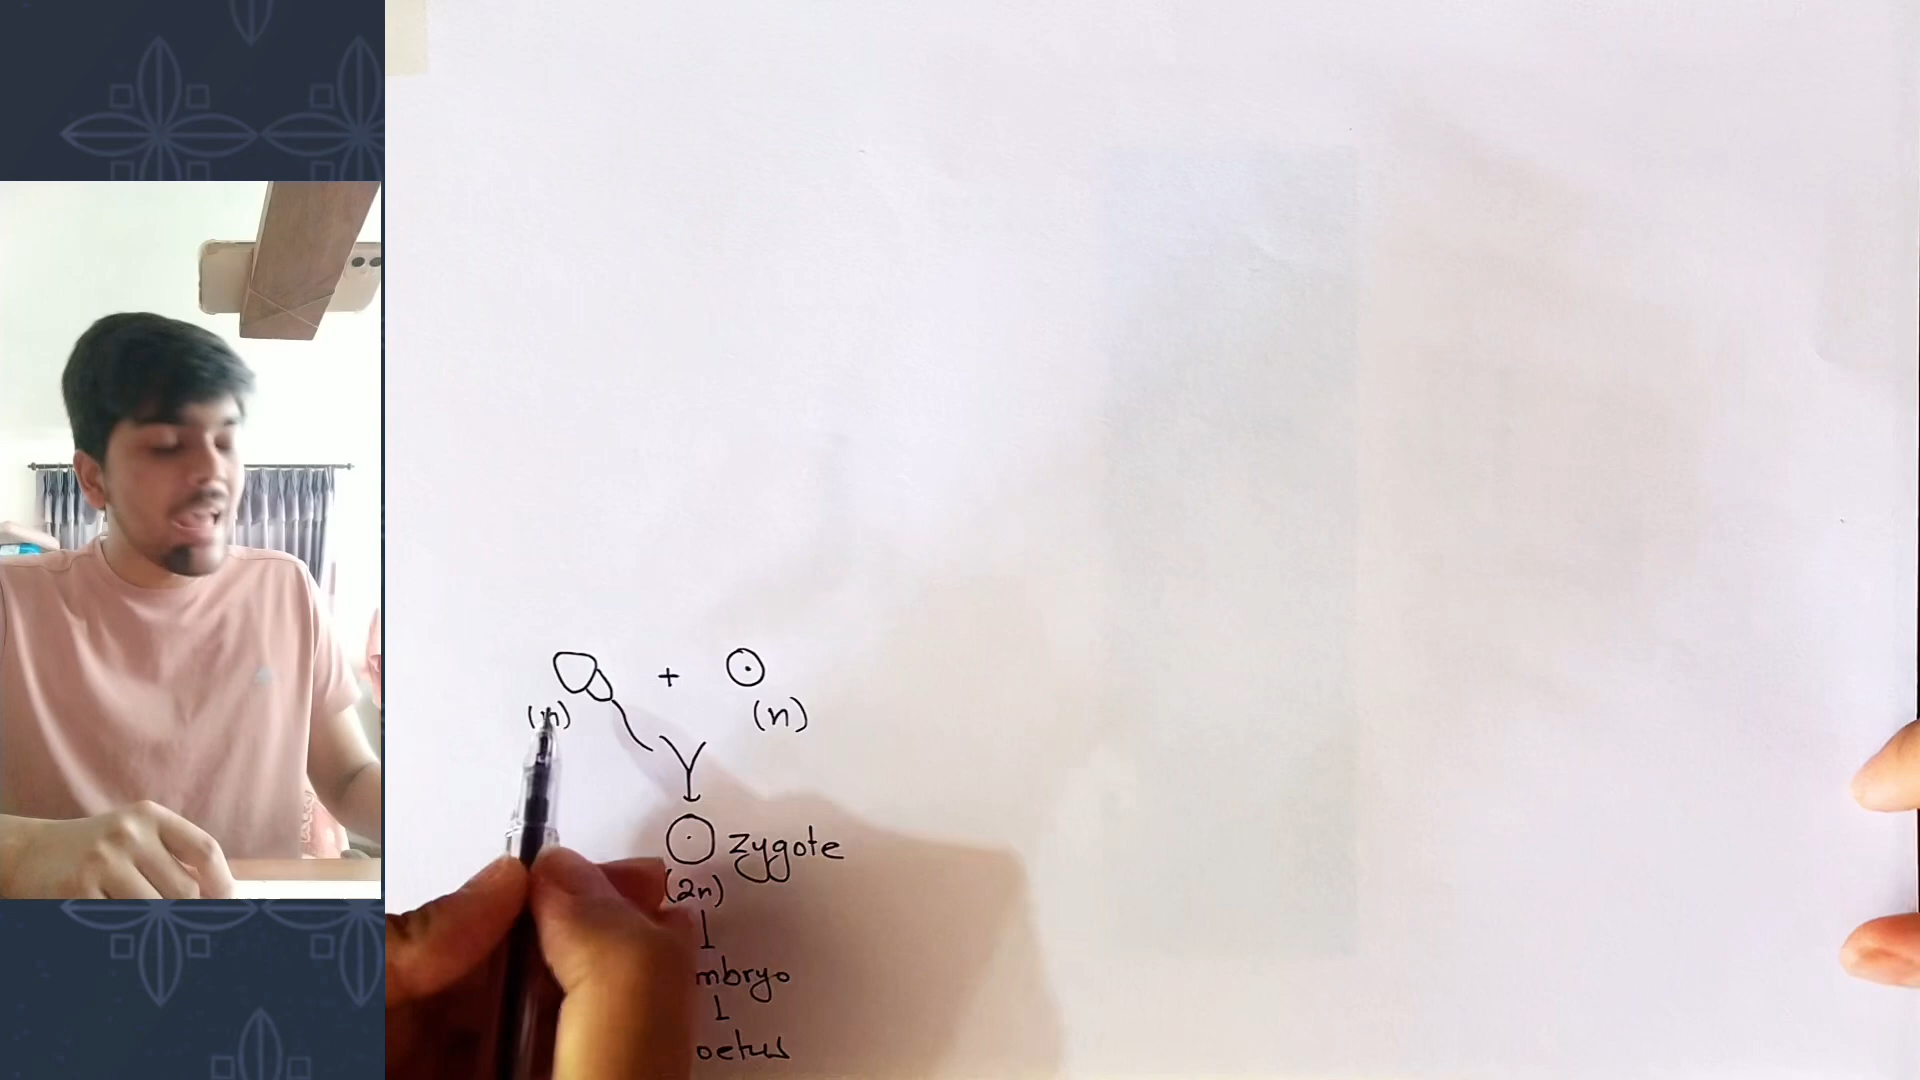 +
(n) (n)
zygote
(2n)
mbryo
oetus